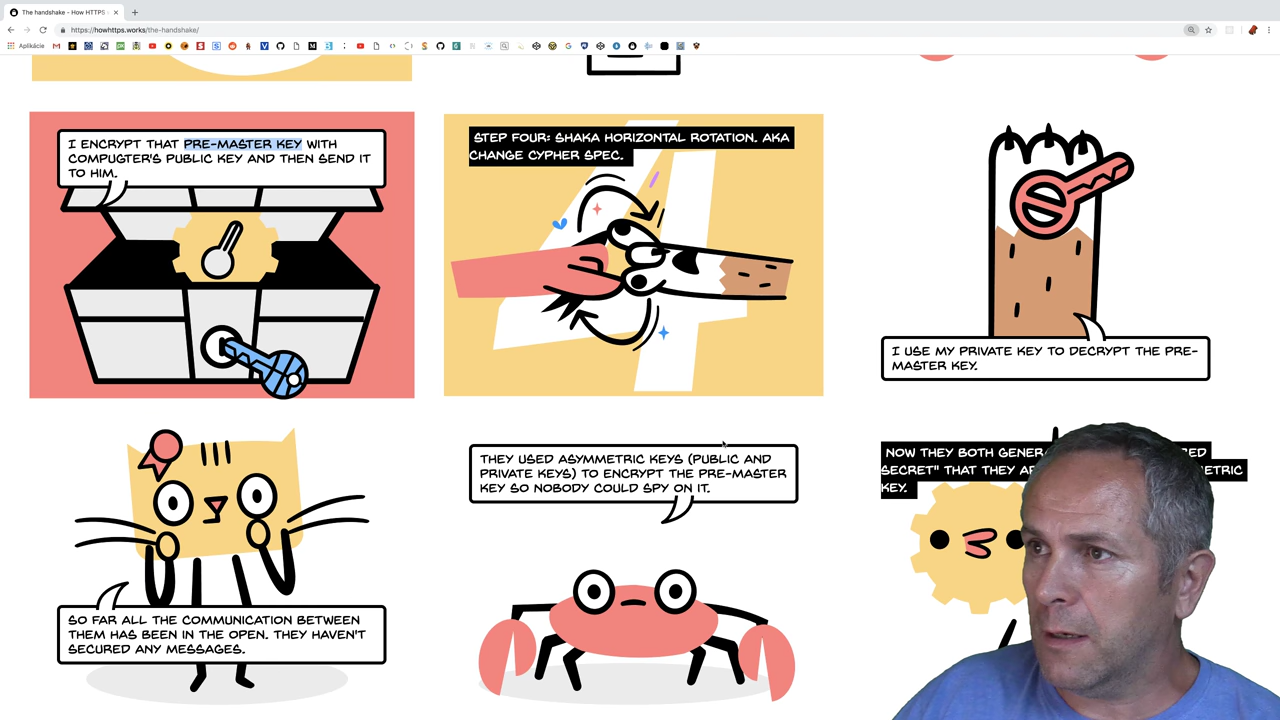 The handshake - How HTTPS
https://howhttps.works/the-handshake/
Aplikácie
I ENCRYPT THAT PRE-MASTER KEY WITH
COMPUGTER'S PUBLIC KEY AND THEN SEND IT
TO HIM.
STEP FOUR: SHAKA HORIZONTAL ROTATION. AKA
CHANGE CYPHER SPEC.
I USE MY PRIVATE KEY TO DECRYPT THE PRE-
MASTER KEY.
SO FAR ALL THE COMMUNICATION BETWEEN
THEM HAS BEEN IN THE OPEN. THEY HAVEN'T
SECURED ANY MESSAGES.
THEY USED ASYMMETRIC KEYS (PUBLIC AND
PRIVATE KEYS) TO ENCRYPT THE PRE-MASTER
KEY SO NOBODY COULD SPY ON IT.
NOW THEY BOTH
SECRET" THAT THEY
KEY.